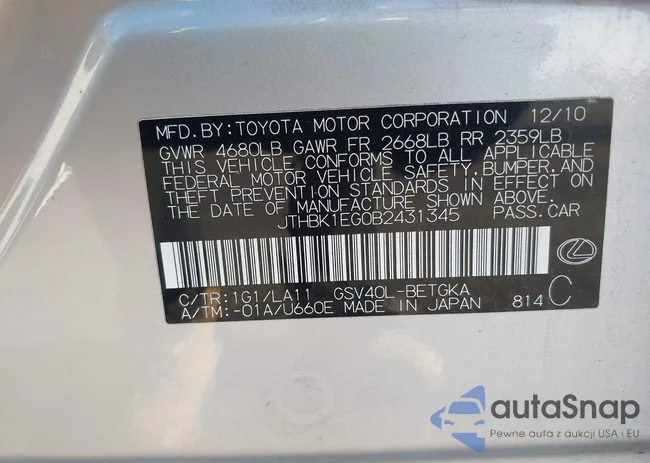 MFD.BY:TOYOTA MOTOR CORPORATION 12/10
GVWR 4680LB GAWR FR 2668LB RR 2359LB
THIS VEHICLE CONFORMS TO ALL APPLICABLE
FEDERAL MOTOR VEHICLE SAFETY,BUMPER,AND
THEFT PREVENTION STANDARDS IN EFFECT ON
THE DATE OF MANUFACTURE SHOWN ABOVE.
JTHBK1EG0B2431345 PASS.CAR
C/TR:1G1/LA11 GSV40L-BETGKA
A/TM:-01A/U660E MADE IN JAPAN 814 C
autaSnap
Pewne auta z aukcji USA i EU